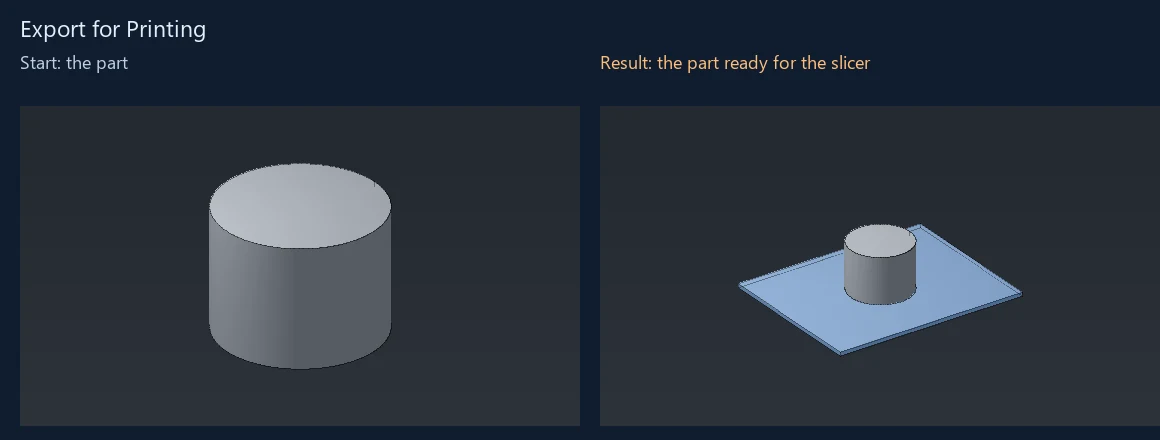 Export for Printing
Start: the part
Result: the part ready for the slicer